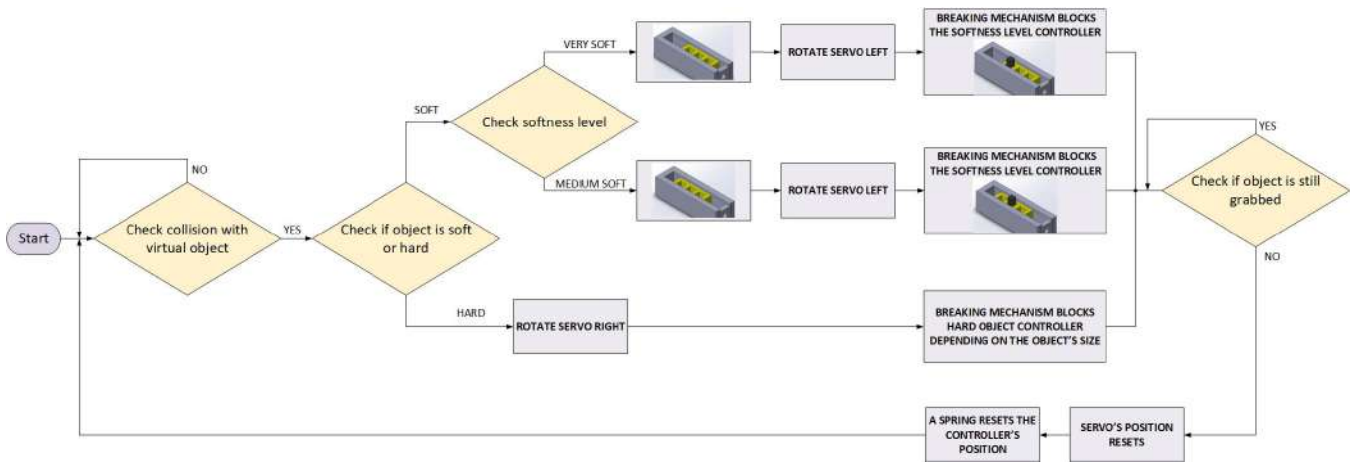 Start
NO
Check collision with
virtual object
YES
Check if object is soft
or hard
SOFT
Check softness level
VERY SOFT
ROTATE SERVO LEFT
BREAKING MECHANISM BLOCKS
THE SOFTNESS LEVEL CONTROLLER
MEDIUM SOFT
ROTATE SERVO LEFT
BREAKING MECHANISM BLOCKS
THE SOFTNESS LEVEL CONTROLLER
HARD
ROTATE SERVO RIGHT
BREAKING MECHANISM BLOCKS
HARD OBJECT CONTROLLER
DEPENDING ON THE OBJECT'S SIZE
YES
Check if object is still
grabbed
NO
SERVO'S POSITION
RESETS
A SPRING RESETS THE
CONTROLLER'S
POSITION